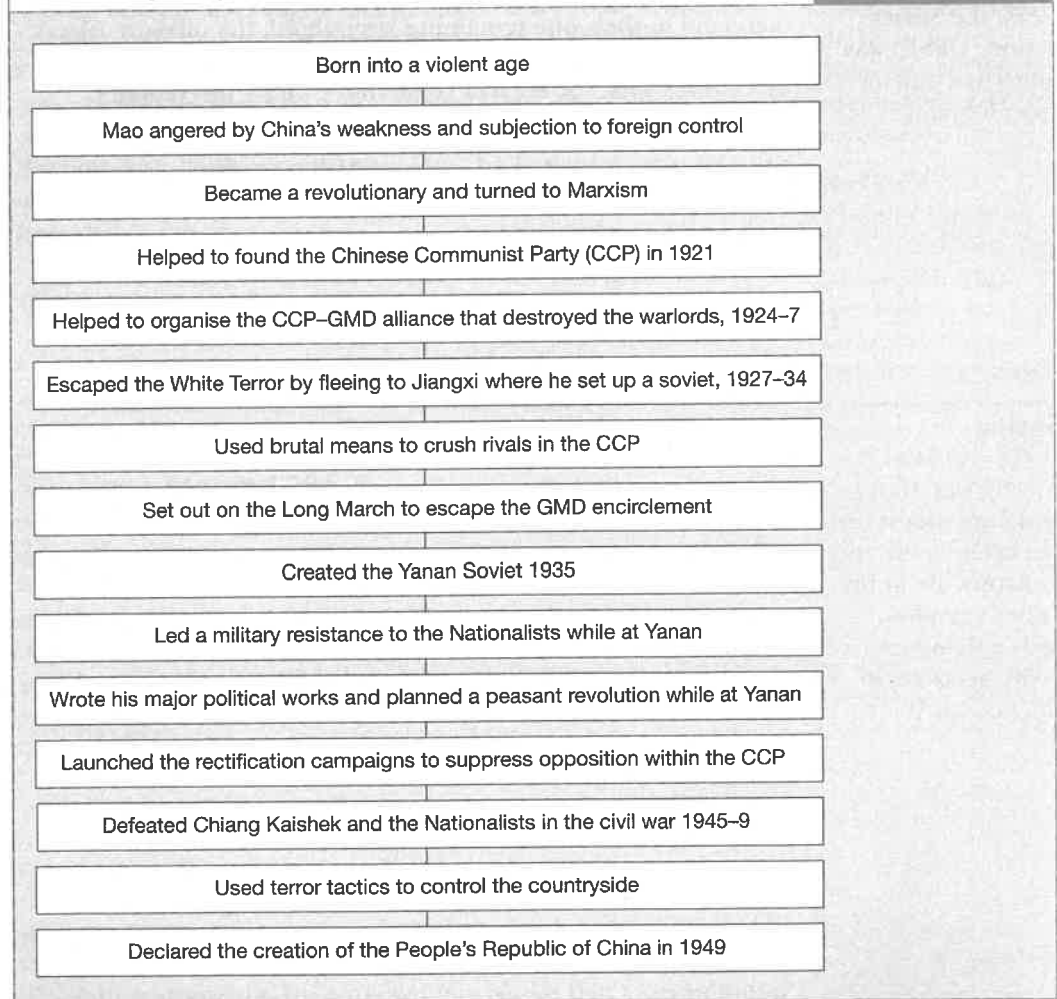 Born into a violent age
Mao angered by China's weakness and subjection to foreign control
Became a revolutionary and turned to Marxism
Helped to found the Chinese Communist Party (CCP) in 1921
Helped to organise the CCP–GMD alliance that destroyed the warlords, 1924–7
Escaped the White Terror by fleeing to Jiangxi where he set up a soviet, 1927–34
Used brutal means to crush rivals in the CCP
Set out on the Long March to escape the GMD encirclement
Created the Yanan Soviet 1935
Led a military resistance to the Nationalists while at Yanan
Wrote his major political works and planned a peasant revolution while at Yanan
Launched the rectification campaigns to suppress opposition within the CCP
Defeated Chiang Kaishek and the Nationalists in the civil war 1945–9
Used terror tactics to control the countryside
Declared the creation of the People's Republic of China in 1949